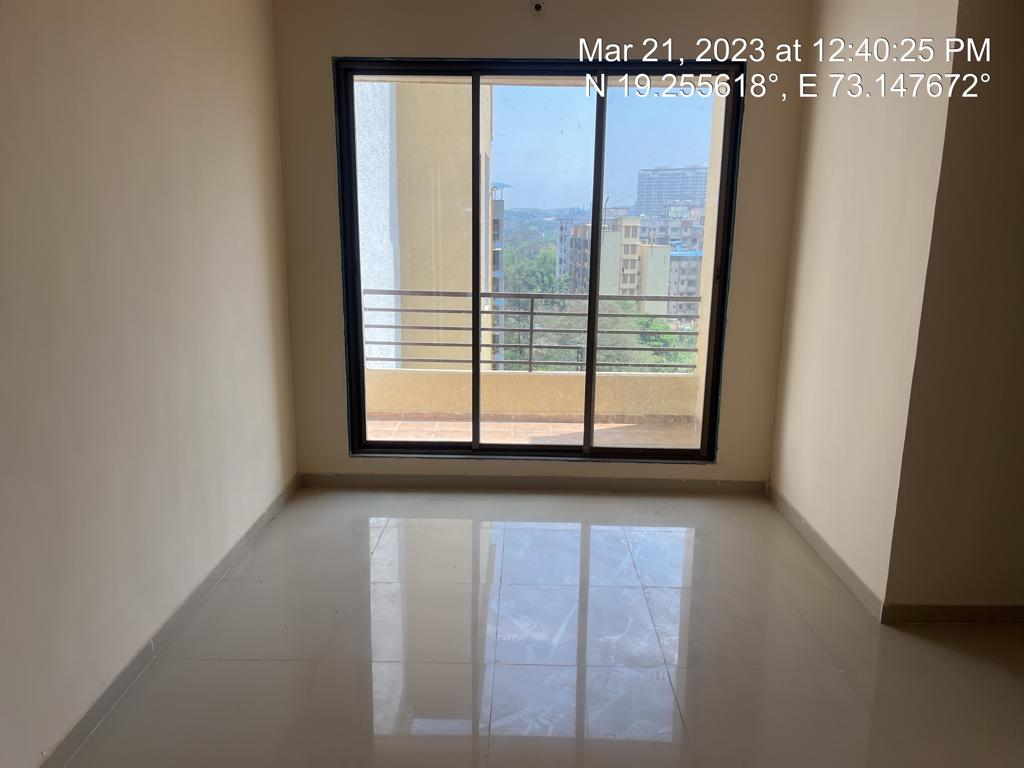 Mar 21, 2023 at 12:40:25 PM
N 19.255618°, E 73.147672°